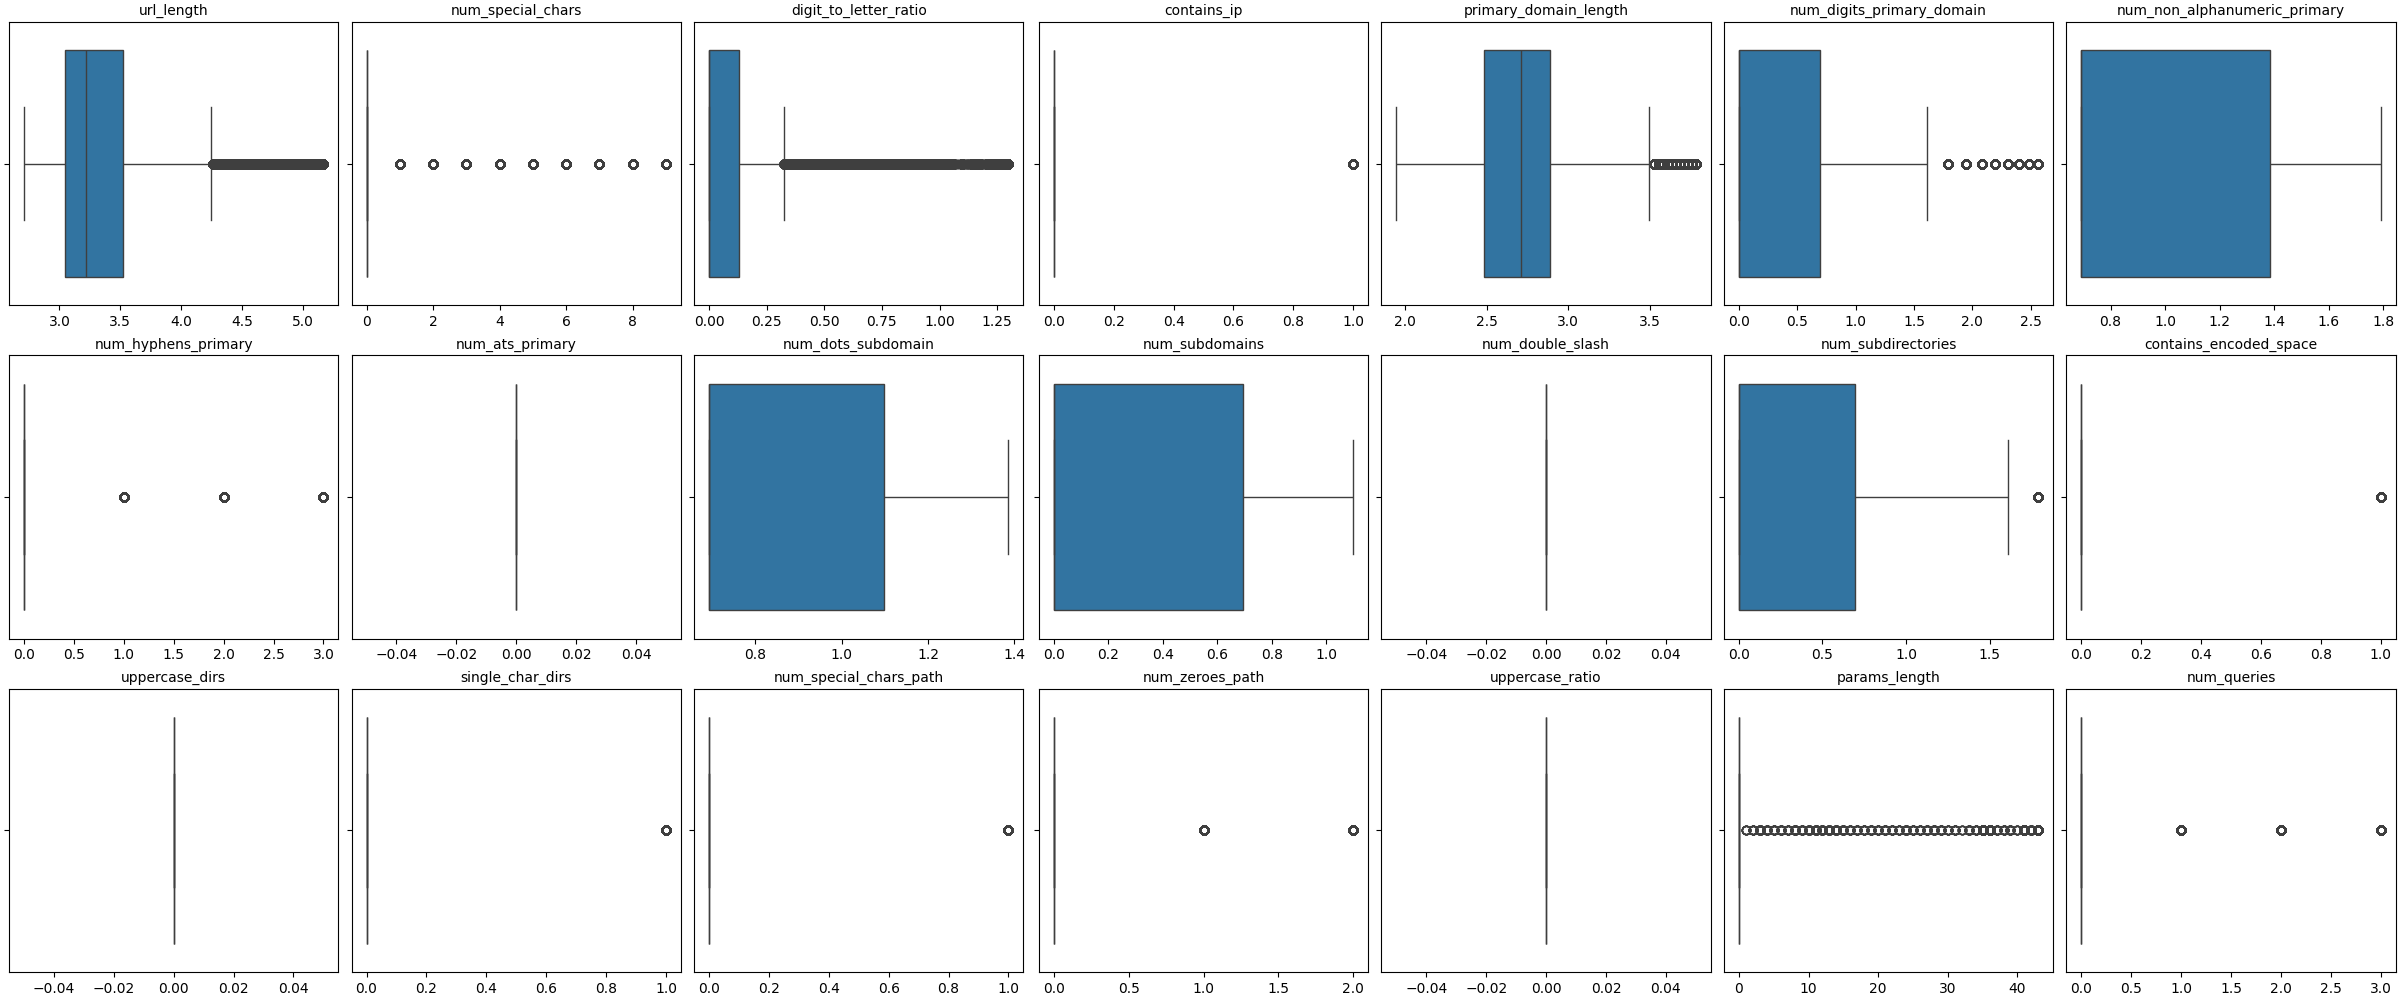 url_length num_special_chars digit_to_letter_ratio contains_ip primary_domain_length num_digits_primary_domain num_non_alphanumeric_primary
3.0 3.5 4.0 4.5 5.0 0 2 4 6 8 0.00 0.25 0.50 0.75 1.00 1.25 0.0 0.2 0.4 0.6 0.8 1.0 2.0 2.5 3.0 3.5 0.0 0.5 1.0 1.5 2.0 2.5 0.8 1.0 1.2 1.4 1.6 1.8
num_hyphens_primary num_ats_primary num_dots_subdomain num_subdomains num_double_slash num_subdirectories contains_encoded_space
0.0 0.5 1.0 1.5 2.0 2.5 3.0 −0.04 −0.02 0.00 0.02 0.04 0.8 1.0 1.2 1.4 0.0 0.2 0.4 0.6 0.8 1.0 −0.04 −0.02 0.00 0.02 0.04 0.0 0.5 1.0 1.5 0.0 0.2 0.4 0.6 0.8 1.0
uppercase_dirs single_char_dirs num_special_chars_path num_zeroes_path uppercase_ratio params_length num_queries
−0.04 −0.02 0.00 0.02 0.04 0.0 0.2 0.4 0.6 0.8 1.0 0.0 0.2 0.4 0.6 0.8 1.0 0.0 0.5 1.0 1.5 2.0 −0.04 −0.02 0.00 0.02 0.04 0 10 20 30 40 0.0 0.5 1.0 1.5 2.0 2.5 3.0